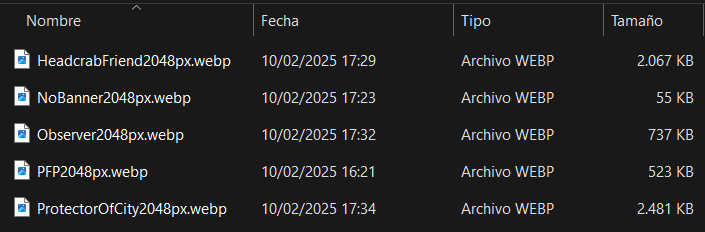 Nombre Fecha Tipo Tamaño
HeadcrabFriend2048px.webp 10/02/2025 17:29 Archivo WEBP 2.067 KB
NoBanner2048px.webp 10/02/2025 17:23 Archivo WEBP 55 KB
Observer2048px.webp 10/02/2025 17:32 Archivo WEBP 737 KB
PFP2048px.webp 10/02/2025 16:21 Archivo WEBP 523 KB
ProtectorOfCity2048px.webp 10/02/2025 17:34 Archivo WEBP 2.481 KB